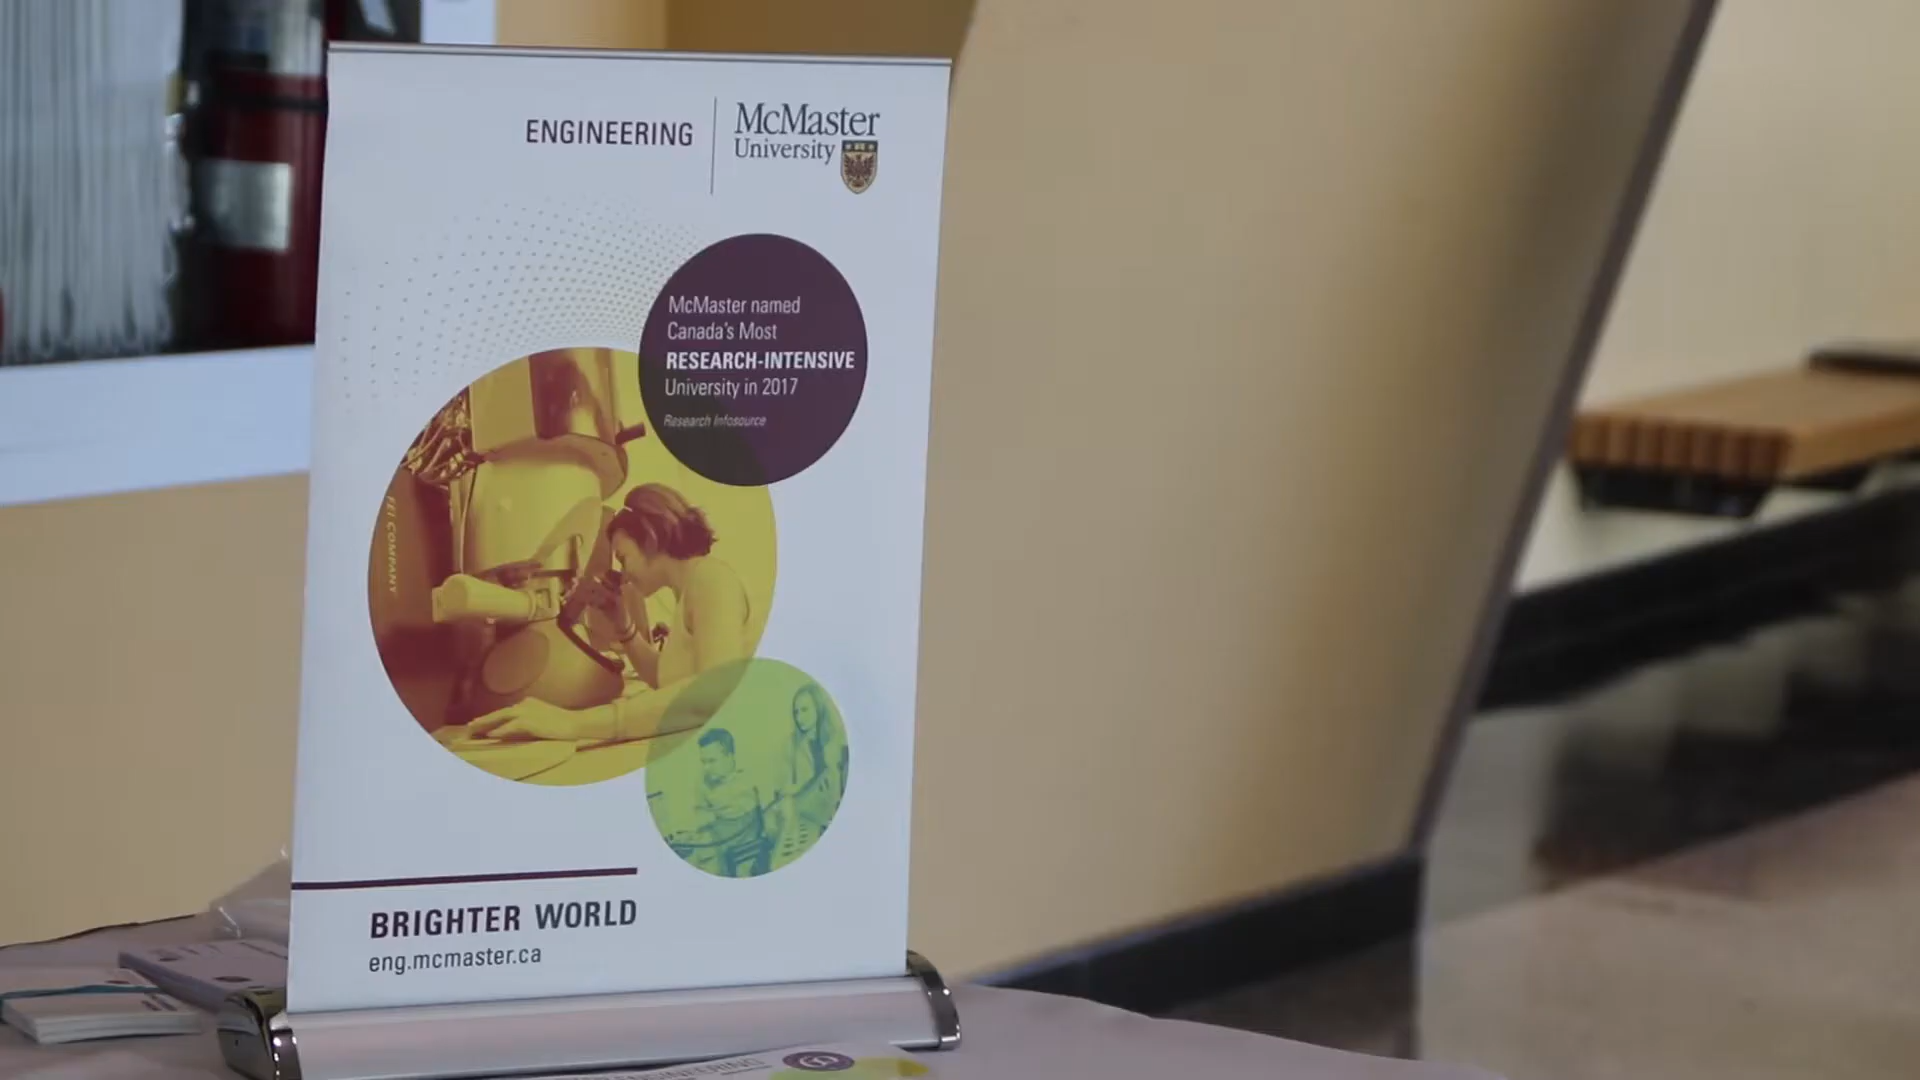 ENGINEERING
McMaster
University
McMaster named
Canada's Most
RESEARCH-INTENSIVE
University in 2017
Research Infosource
FEI COMPANY
BRIGHTER WORLD
eng.mcmaster.ca
ENGINEERING